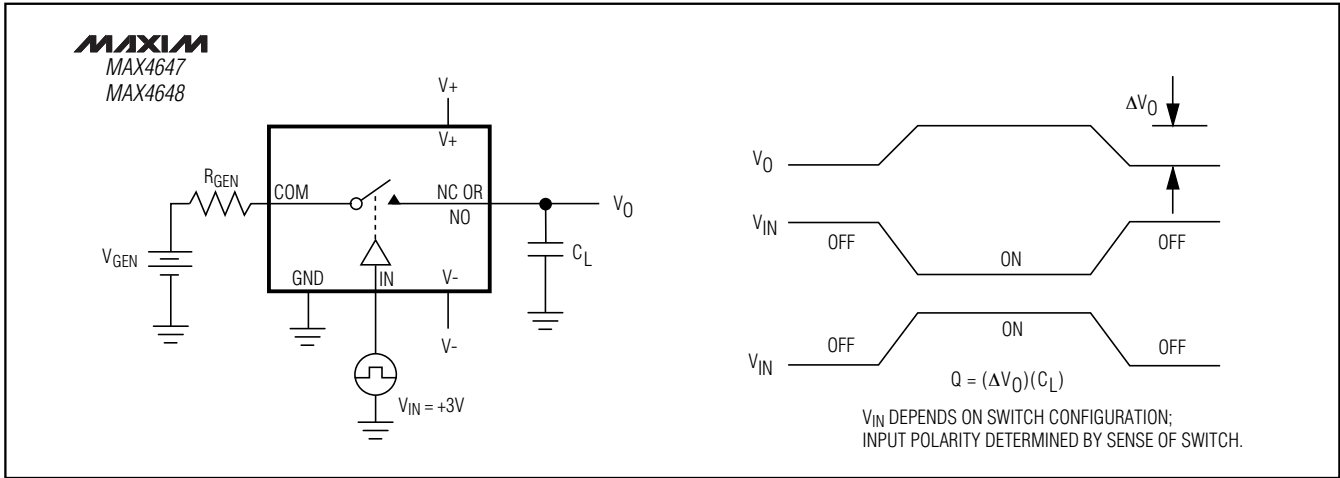 MAXIM
MAX4647
MAX4648
V+
V+
RGEN
COM
NC OR
NO
VO
VGEN
CL
GND
IN
V-
V-
VIN = +3V
ΔVO
VO
VIN
OFF
ON
OFF
VIN
OFF
ON
OFF
Q = (ΔVO)(CL)
VIN DEPENDS ON SWITCH CONFIGURATION;
INPUT POLARITY DETERMINED BY SENSE OF SWITCH.